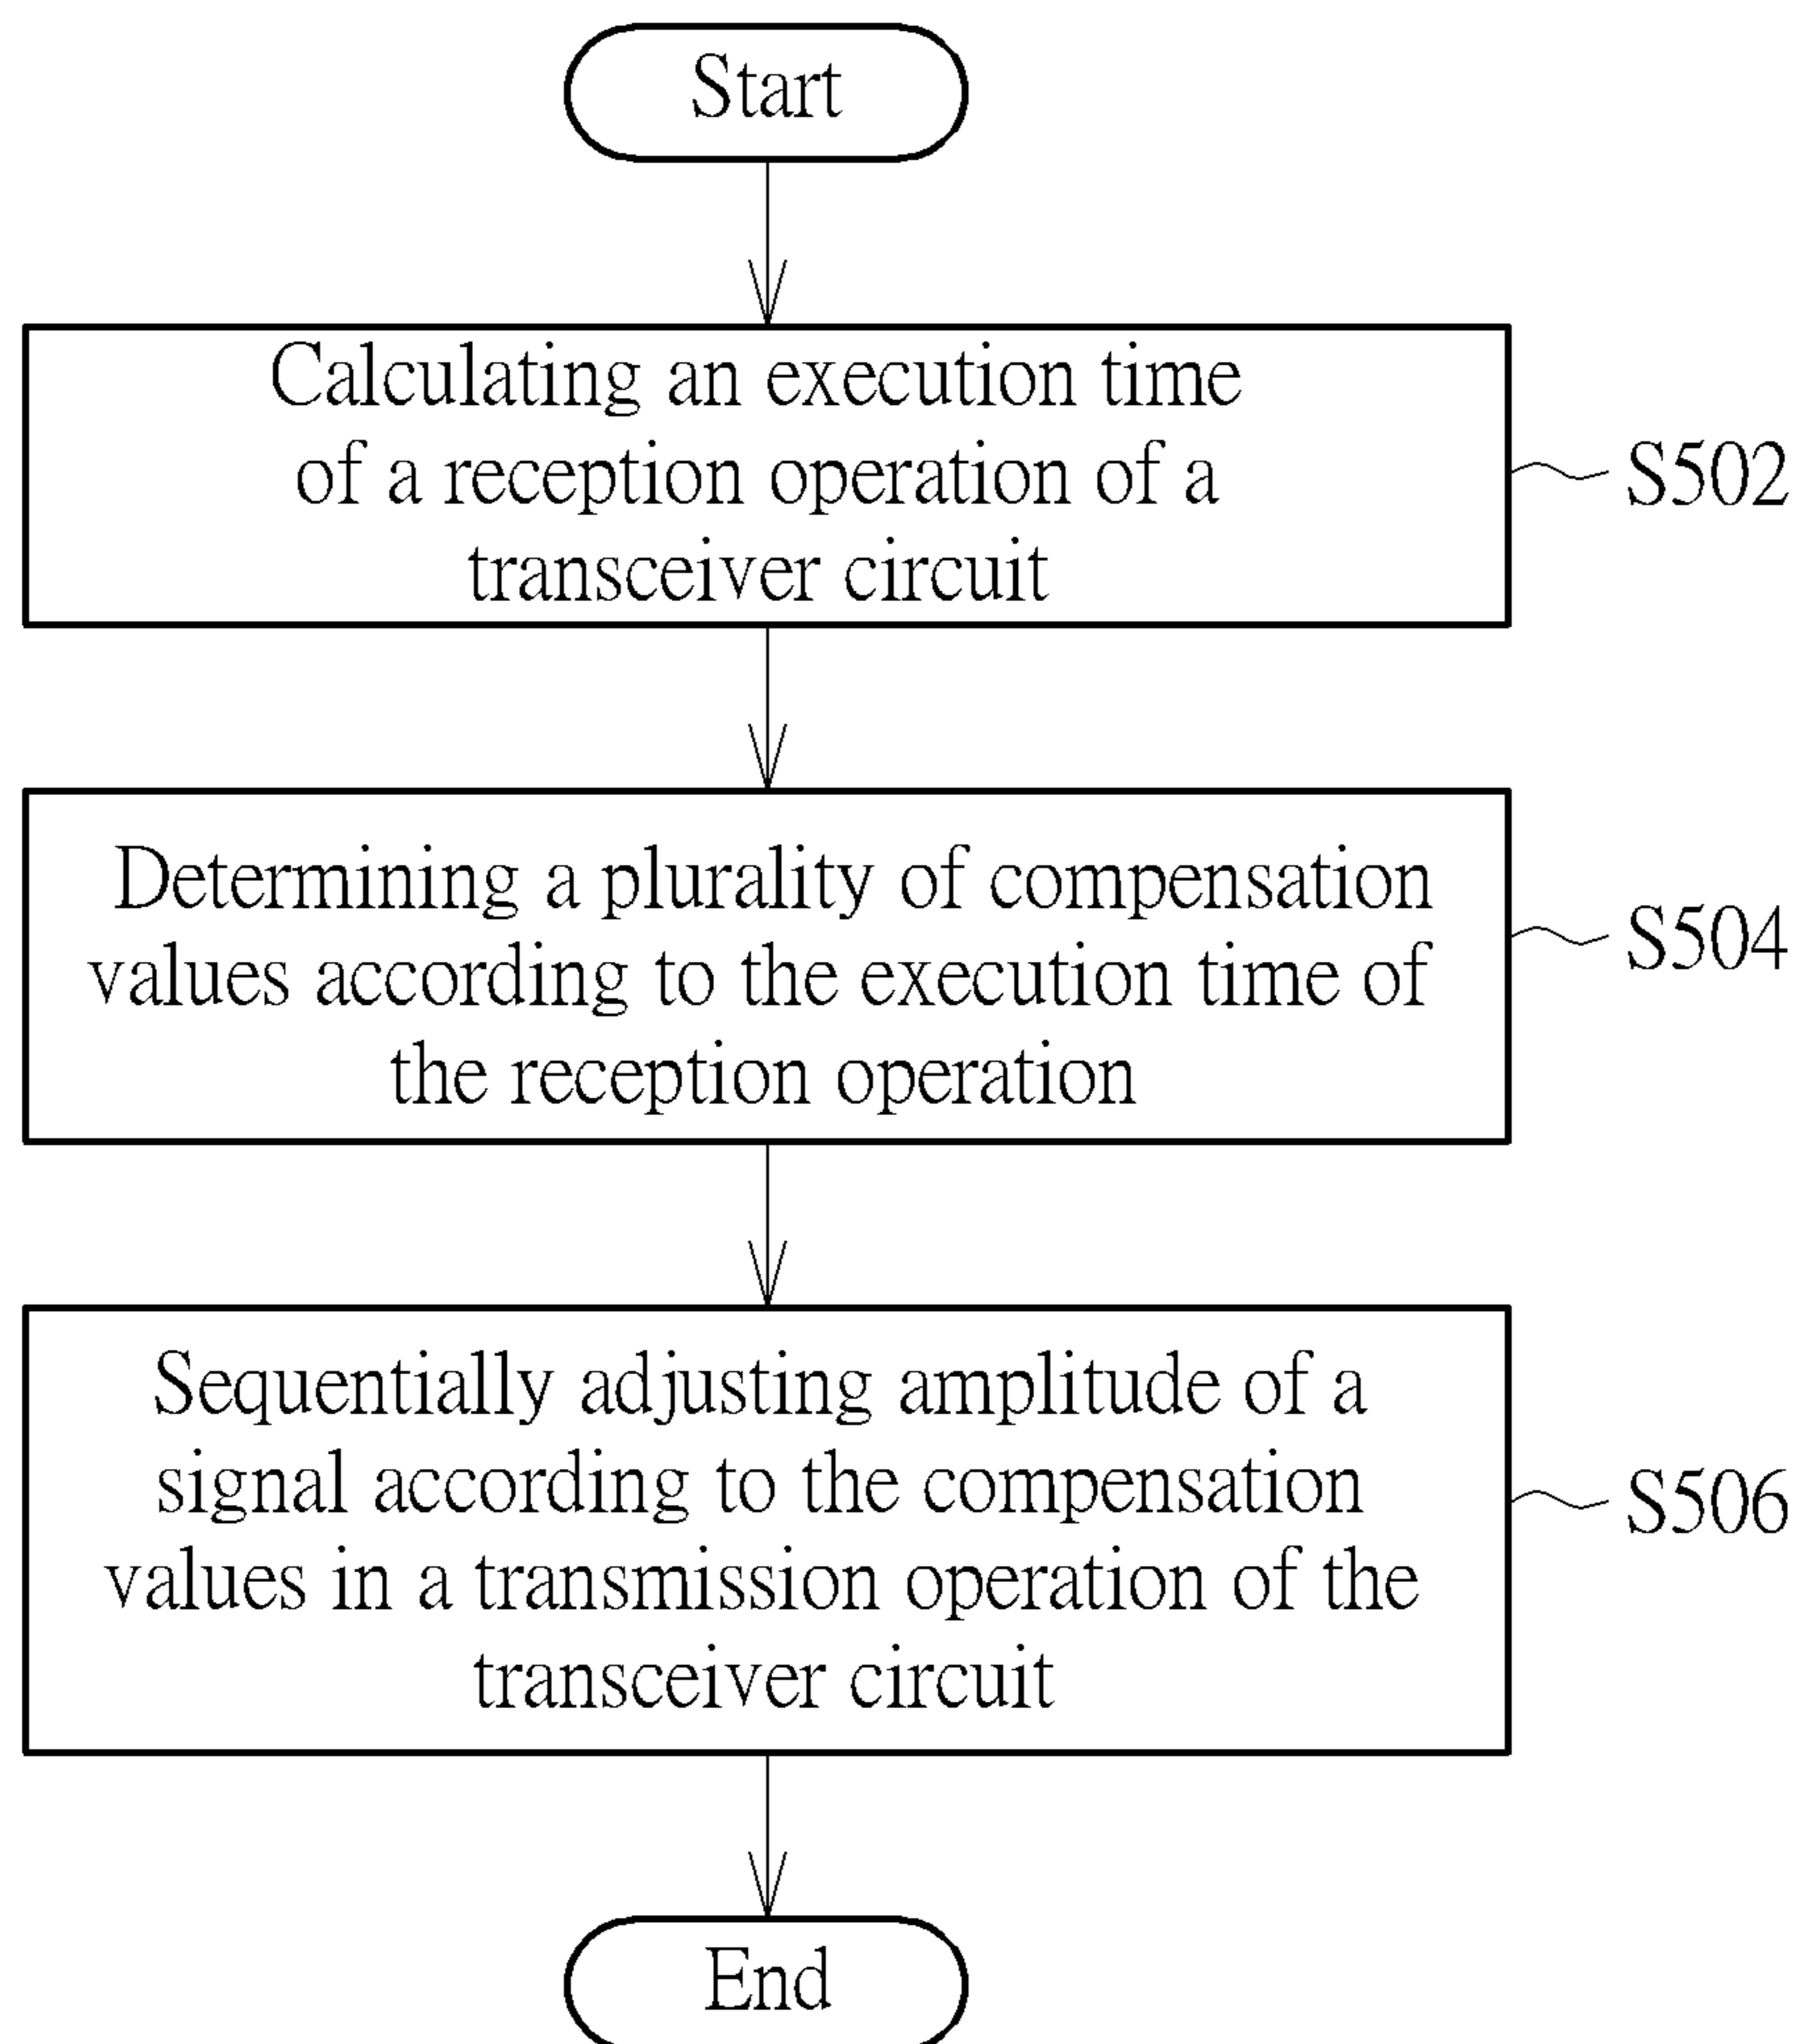 Start
Calculating an execution time
of a reception operation of a
transceiver circuit
S502
Determining a plurality of compensation
values according to the execution time of
the reception operation
S504
Sequentially adjusting amplitude of a
signal according to the compensation
values in a transmission operation of the
transceiver circuit
S506
End